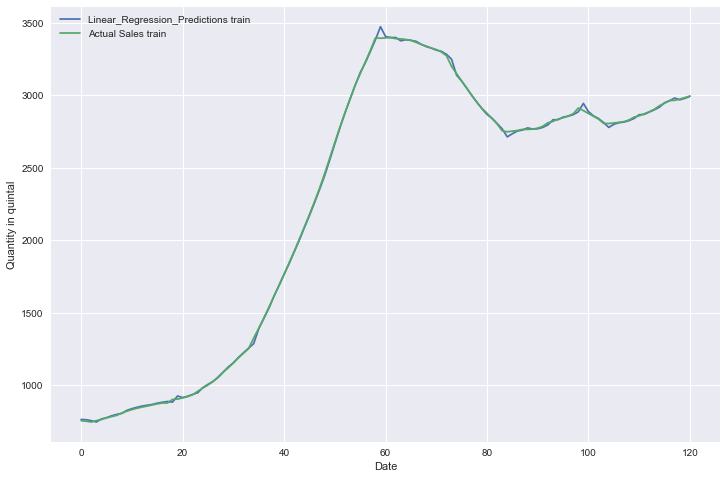 Linear_Regression_Predictions train
Actual Sales train
3500
3000
2500
2000
1500
1000
Quantity in quintal
0 20 40 60 80 100 120
Date